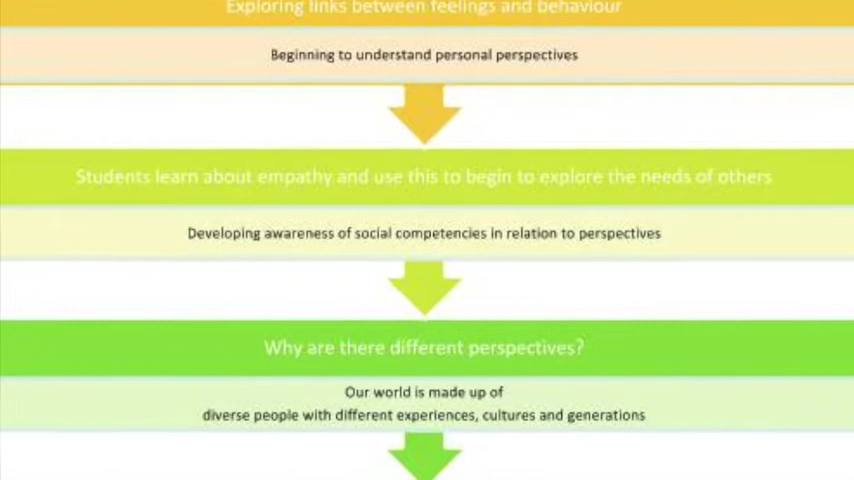 Exploring links between feelings and behaviour
Beginning to understand personal perspectives
Students learn about empathy and use this to begin to explore the needs of others
Developing awareness of social competencies in relation to perspectives
Why are there different perspectives?
Our world is made up of
diverse people with different experiences, cultures and generations